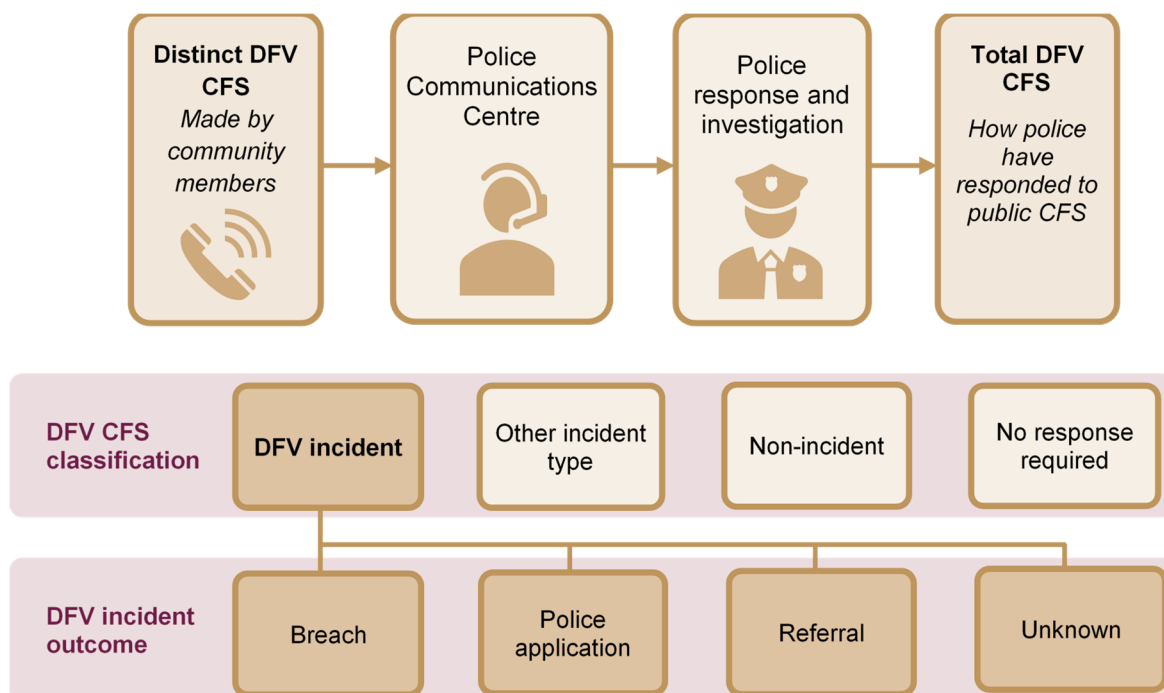 Distinct DFV
CFS
Made by
community
members
Police
Communications
Centre
Police
response and
investigation
Total DFV
CFS
How police
have
responded to
public CFS
DFV CFS
classification
DFV incident
Other incident
type
Non-incident
No response
required
DFV incident
outcome
Breach
Police
application
Referral
Unknown